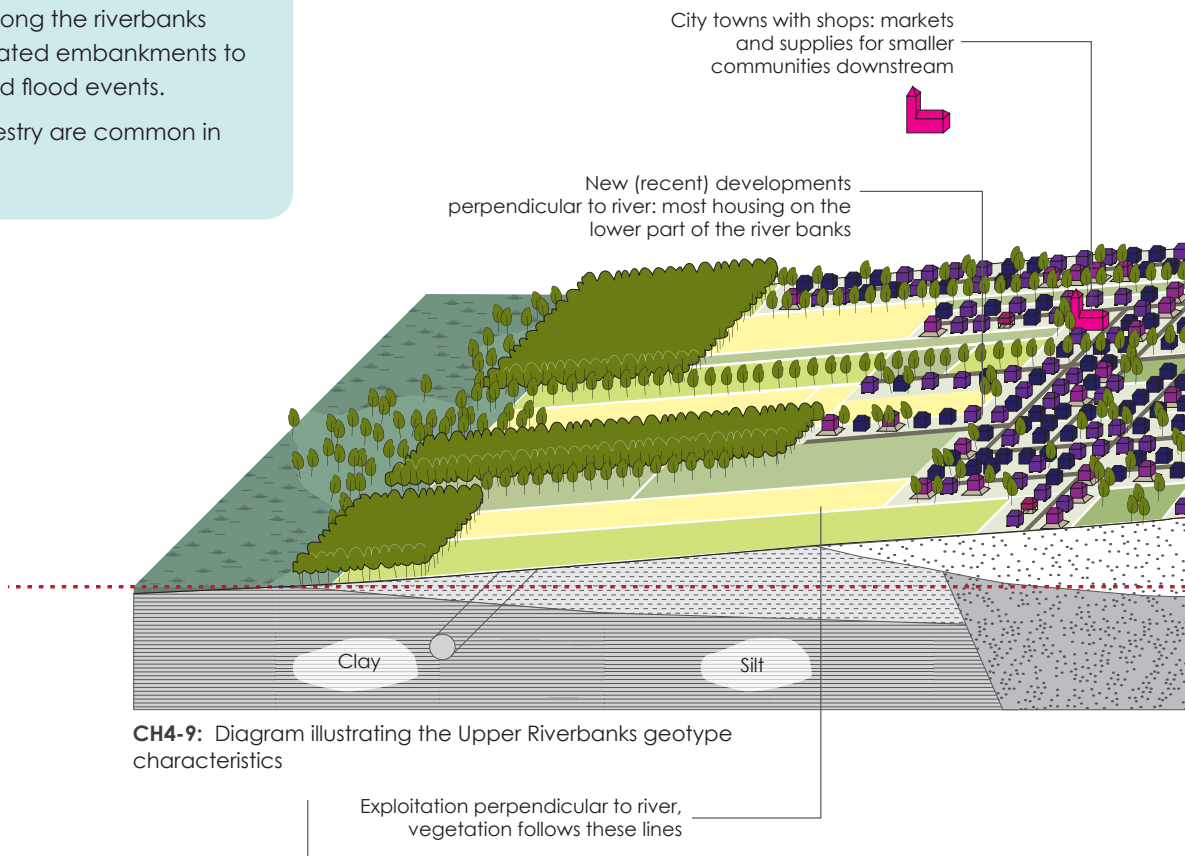 ong the riverbanks
ated embankments to
d flood events.
estry are common in
City towns with shops: markets
and supplies for smaller
communities downstream
New (recent) developments
perpendicular to river: most housing on the
lower part of the river banks
Clay
Silt
CH4-9: Diagram illustrating the Upper Riverbanks geotype
characteristics
Exploitation perpendicular to river,
vegetation follows these lines